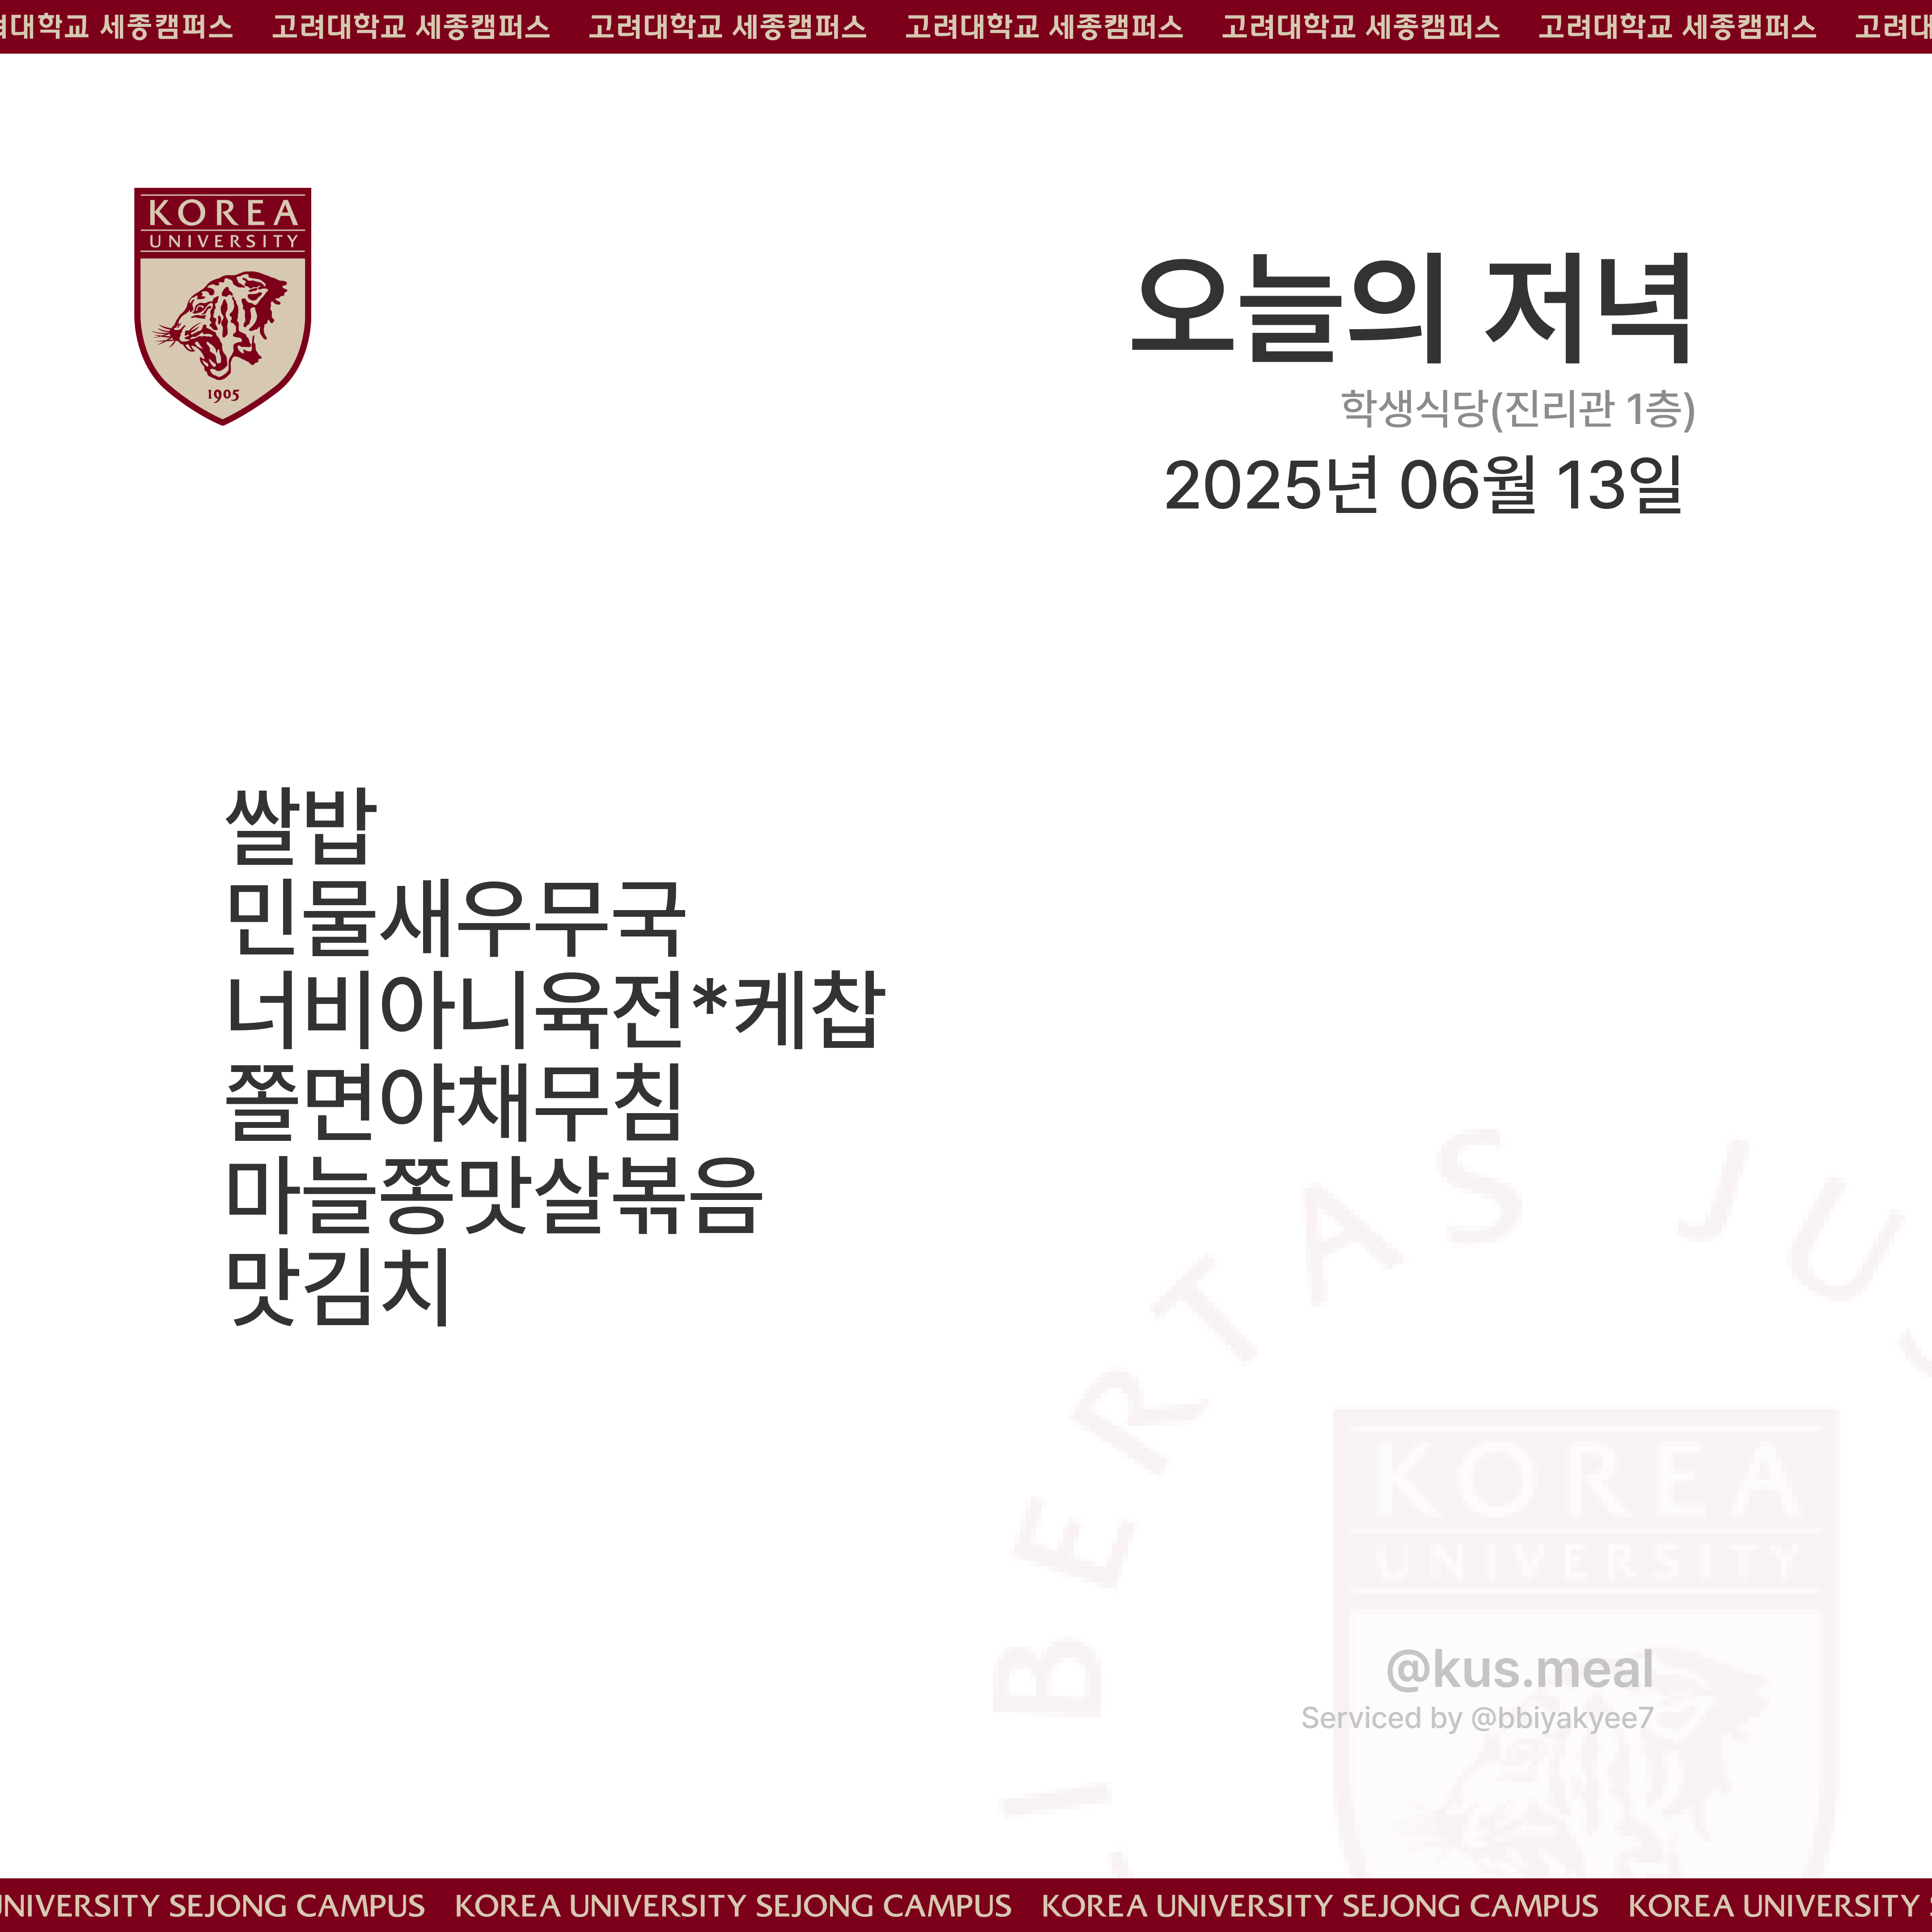 려대학교 세종캠퍼스 고려대학교 세종캠퍼스 고려대학교 세종캠퍼스 고려대학교 세종캠퍼스 고려대학교 세종캠퍼스 고려대학교 세종캠퍼스 고려대
KOREA
UNIVERSITY
1905
오늘의 저녁
학생식당(진리관 1층)
2025년 06월 13일
쌀밥
민물새우무국
너비아니육전*케찹
쫄면야채무침
마늘쫑맛살볶음
맛김치
IBERTAS JU
KOREA
UNIVERSITY
@kus.meal
Serviced by @bbiyakyee7
UNIVERSITY SEJONG CAMPUS KOREA UNIVERSITY SEJONG CAMPUS KOREA UNIVERSITY SEJONG CAMPUS KOREA UNIVERSITY